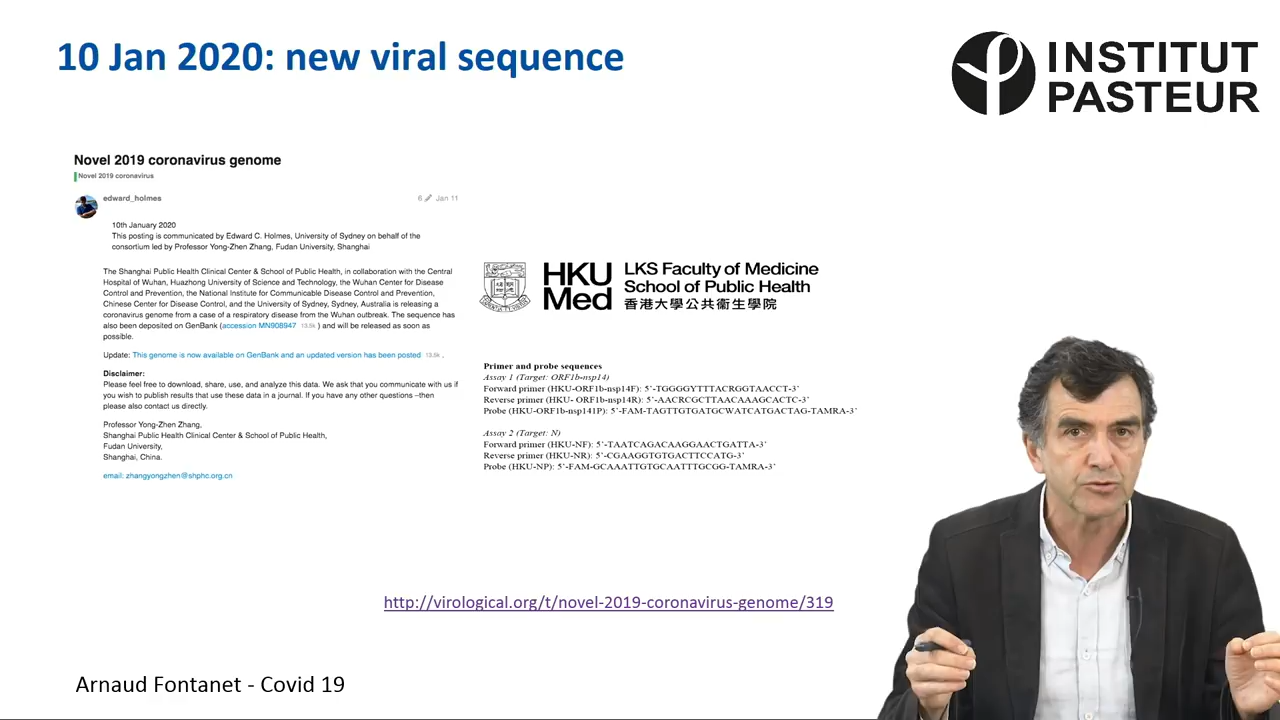 10 Jan 2020: new viral sequence
INSTITUT
PASTEUR
Novel 2019 coronavirus genome
Novel 2019 coronavirus
edward_holmes
6
Jan 11
10th January 2020
This posting is communicated by Edward C. Holmes, University of Sydney on behalf of the
consortium led by Professor Yong-Zhen Zhang, Fudan University, Shanghai
The Shanghai Public Health Clinical Center & School of Public Health, in collaboration with the Central
Hospital of Wuhan, Huazhong University of Science and Technology, the Wuhan Center for Disease
Control and Prevention, the National Institute for Communicable Disease Control and Prevention,
Chinese Center for Disease Control, and the University of Sydney, Sydney, Australia is releasing a
coronavirus genome from a case of a respiratory disease from the Wuhan outbreak. The sequence has
also been deposited on GenBank (accession MN908947 13.5k ) and will be released as soon as
possible.
Update: This genome is now available on GenBank and an updated version has been posted 13.5k .
Disclaimer:
Please feel free to download, share, use, and analyze this data. We ask that you communicate with us if
you wish to publish results that use these data in a journal. If you have any other questions –then
please also contact us directly.
Professor Yong-Zhen Zhang,
Shanghai Public Health Clinical Center & School of Public Health,
Fudan University,
Shanghai, China.
email: zhangyongzhen@shphc.org.cn
HKU
Med
LKS Faculty of Medicine
School of Public Health
香港大學公共衞生學院
Primer and probe sequences
Assay 1 (Target: ORF1b-nsp14)
Forward primer (HKU-ORF1b-nsp14F): 5'-TGGGGYTTTACRGGTAACCT-3'
Reverse primer (HKU- ORF1b-nsp14R): 5'-AACRCGCTTAACAAAGCACTC-3'
Probe (HKU-ORF1b-nsp141P): 5'-FAM-TAGTTGTGATGCWATCATGACTAG-TAMRA-3'
Assay 2 (Target: N)
Forward primer (HKU-NF): 5'-TAATCAGACAAGGAACTGATTA-3'
Reverse primer (HKU-NR): 5'-CGAAGGTGTGACTTCCATG-3'
Probe (HKU-NP): 5'-FAM-GCAAATTGTGCAATTTGCGG-TAMRA-3'
http://virological.org/t/novel-2019-coronavirus-genome/319
Arnaud Fontanet - Covid 19